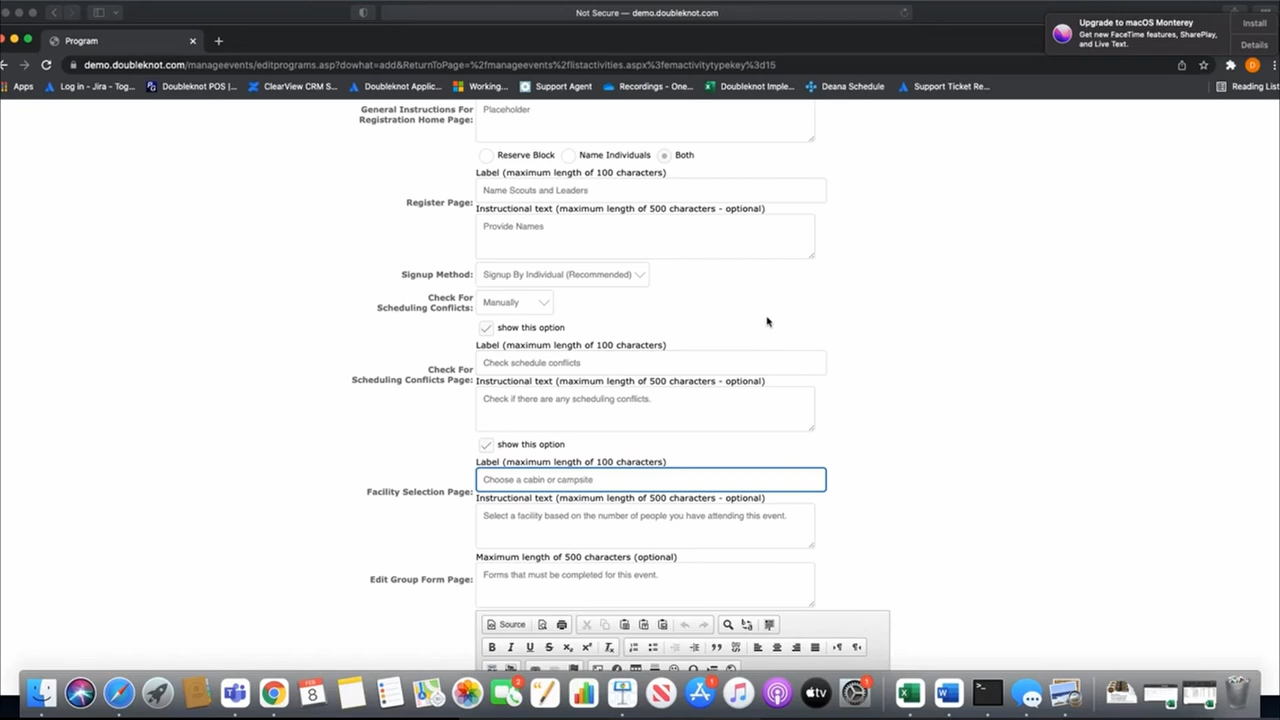 Not Secure — demo.doubleknot.com
Upgrade to macOS Monterey
Get new FaceTime features, SharePlay,
and Live Text.
Install
Details
Program
demo.doubleknot.com/manageevents/editprograms.asp?dowhat=add&ReturnToPage=%2fmanageevents%2flistactivities.aspx%3femactivitytypekey%3d15
D
Apps
Log in - Jira - Tog...
Doubleknot POS |...
ClearView CRM S...
Doubleknot Applic...
Working...
Support Agent
Recordings - One...
Doubleknot Imple...
Deana Schedule
Support Ticket Re...
Reading List
General Instructions For
Registration Home Page:
Placeholder
Reserve Block
Name Individuals
Both
Label (maximum length of 100 characters)
Name Scouts and Leaders
Register Page:
Instructional text (maximum length of 500 characters - optional)
Provide Names
Signup Method:
Signup By Individual (Recommended)
Check For
Scheduling Conflicts:
Manually
show this option
Label (maximum length of 100 characters)
Check schedule conflicts
Check For
Scheduling Conflicts Page:
Instructional text (maximum length of 500 characters - optional)
Check if there are any scheduling conflicts.
show this option
Label (maximum length of 100 characters)
Choose a cabin or campsite
Facility Selection Page:
Instructional text (maximum length of 500 characters - optional)
Select a facility based on the number of people you have attending this event.
Maximum length of 500 characters (optional)
Edit Group Form Page:
Forms that must be completed for this event.
Source
B I U S x₂ x² Tx
8
2
1
tv
1